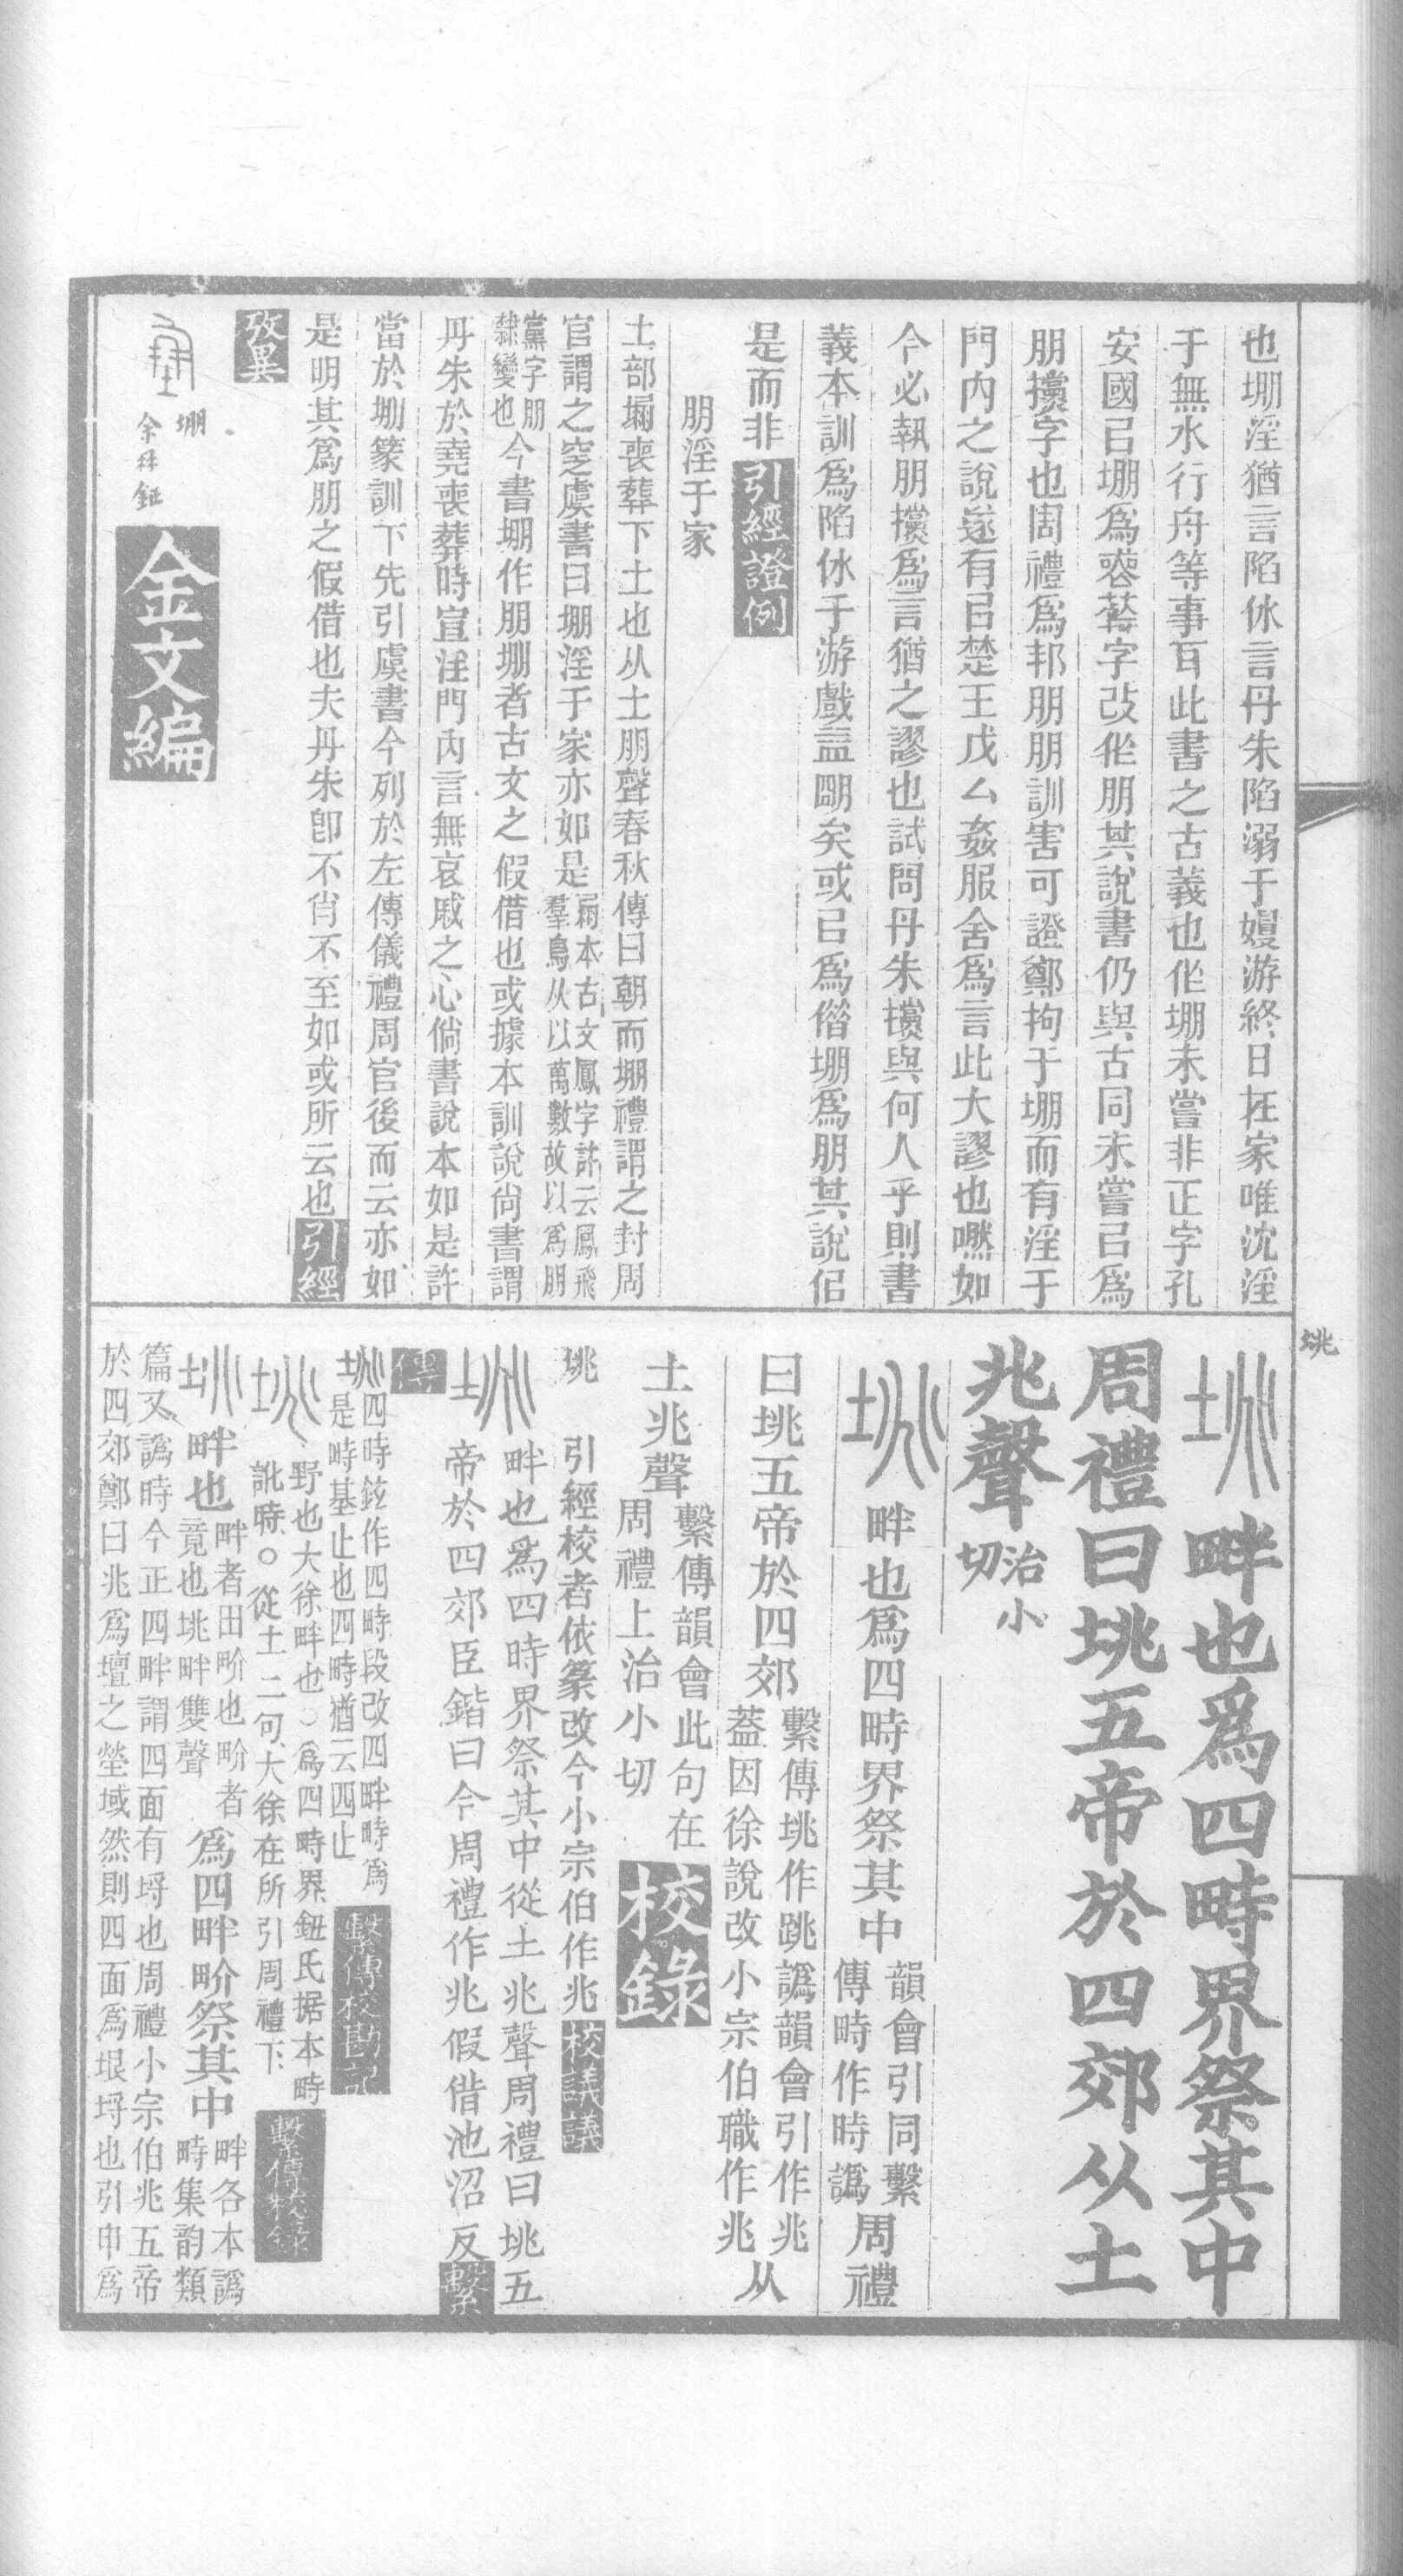 也堋淫猶言陷休言丹朱陷溺于嫚游終日在家唯沈淫
于無水行舟等事耳此書之古義也作堋未嘗非正字孔
安國㠯堋爲䓤字改作朋其說書仍與古同未嘗㠯爲
朋攩字也周禮爲邦朋朋訓害可證鄭拘于堋而有淫于
門內之說遂有㠯楚王戊厶姦服舍爲言此大謬也嘫如
今必執朋攩爲言猶之謬也試問丹朱攩與何人乎則書
義本訓爲陷休于游戲益朙矣或㠯爲偕堋爲朋其說佀
是而非引經證例
朋淫于家
土部堋喪葬下土也从土朋聲春秋傳曰朝而堋禮謂之封周
官謂之窆虞書曰堋淫于家亦如是朋本古文鳳字許云鳳飛
羣鳥从以萬數故以爲朋
黨字朋
隸變也今書堋作朋堋者古文之假借也或據本訓說尙書謂
丹朱於堯喪葬時宣淫門內言無哀戚之心倘書說本如是許
當於堋篆訓下先引虞書今列於左傳儀禮周官後而云亦如
是明其爲朋之假借也夫丹朱卽不肖不至如或所云也引經
攷異
堋
余冉鉦
金文編
垗
畔也爲四畤界祭其中
周禮曰垗五帝於四郊从土
兆聲治小
切
畔也爲四畤界祭其中韻會引同繫
傳畤作時譌周禮
曰垗五帝於四郊繫傳垗作跳譌韻會引作兆
蓋因徐說改小宗伯職作兆从
土兆聲繫傳韻會此句在
周禮上治小切校錄
垗 引經校者依篆改今小宗伯作兆校議議
畔也爲四時界祭其中從土兆聲周禮曰垗五
帝於四郊臣鍇曰今周禮作兆假借池沼反繫
傳
四時鉉作四畤段改四畔畤爲
是畤基止也四時猶云四止繫傳校勘記
野也大徐畔也○爲四時界鈕氏据本畤
訛時○從土二句大徐在所引周禮下繫傳校錄
畔也畔者田畍也畍者
竟也垗畔雙聲爲四畔畍祭其中畔各本譌
畤集韵類
篇又譌時今正四畔謂四面有埒也周禮小宗伯兆五帝
於四郊鄭曰兆爲壇之塋域然則四面爲垠埒也引申爲